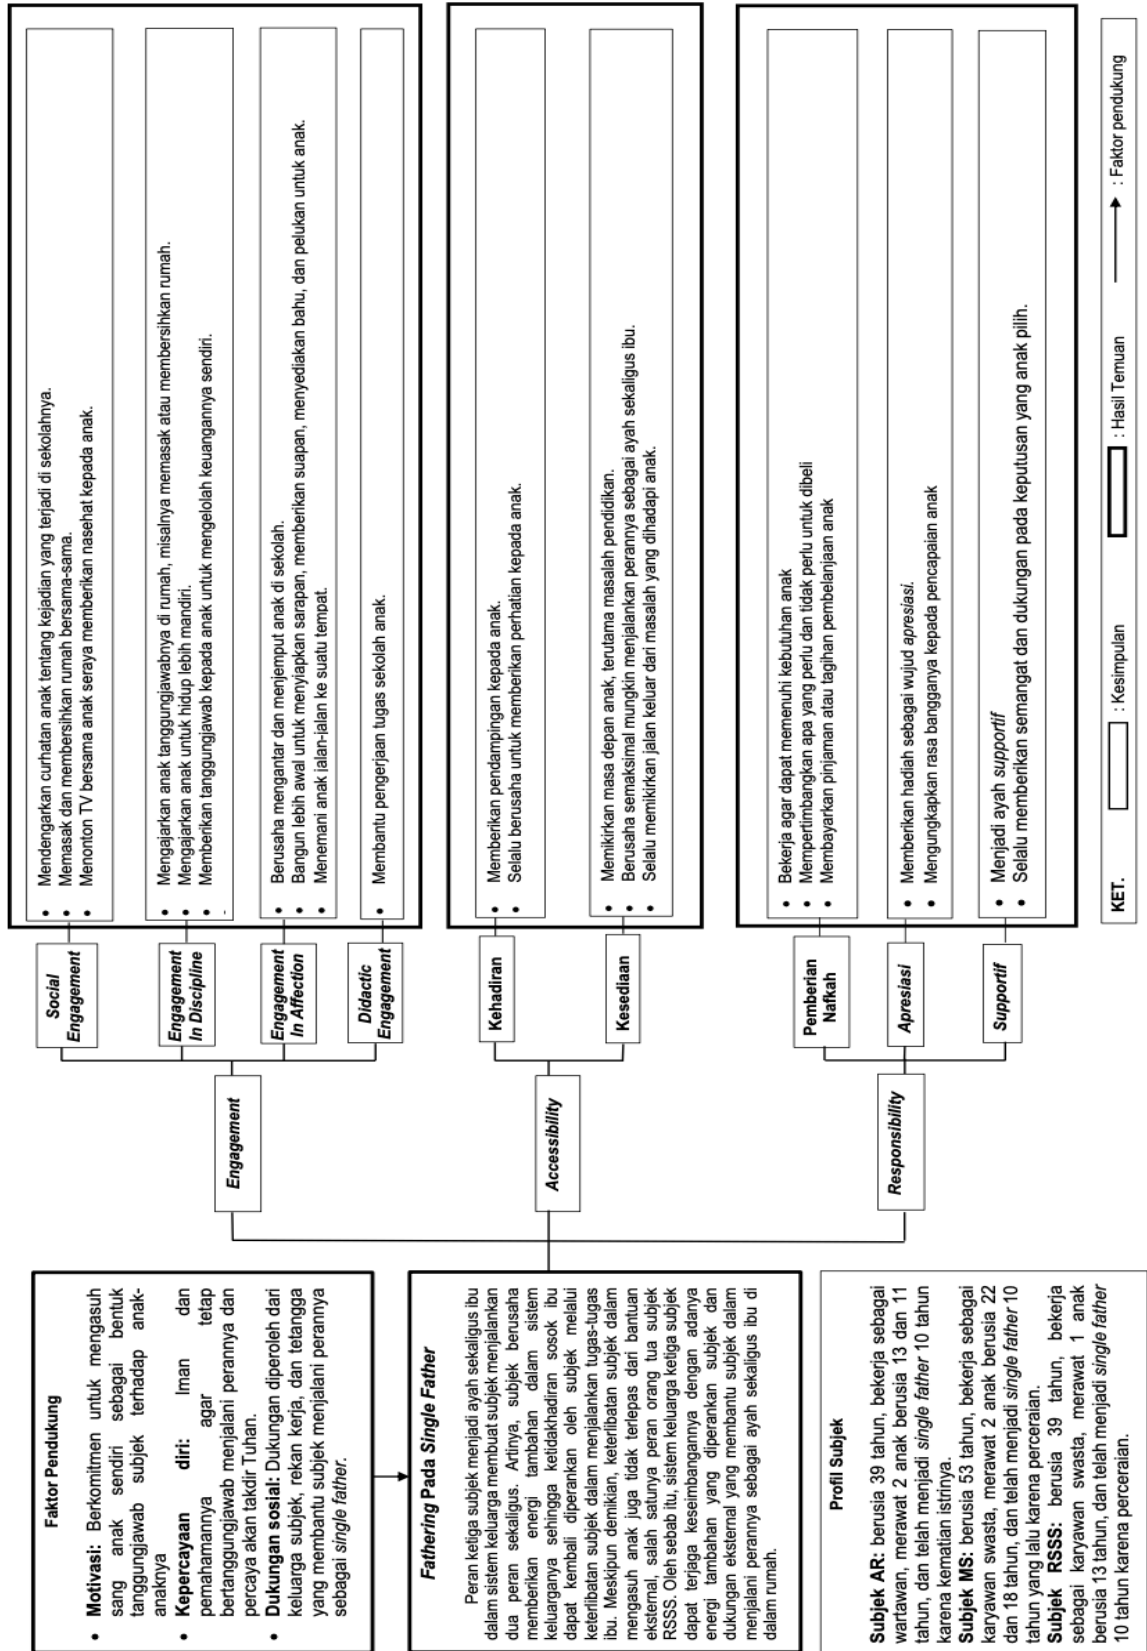 Faktor Pendukung
• Motivasi: Berkomitmen untuk mengasuh
sang anak sendiri sebagai bentuk
tanggungjawab subjek terhadap anak-
anaknya
• Kepercayaan diri: Iman dan
pemahamannya agar tetap
bertanggungjawab menjalani perannya dan
percaya akan takdir Tuhan.
• Dukungan sosial: Dukungan diperoleh dari
keluarga subjek, rekan kerja, dan tetangga
yang membantu subjek menjalani perannya
sebagai single father.
Fathering Pada Single Father
Peran ketiga subjek menjadi ayah sekaligus ibu
dalam sistem keluarga membuat subjek menjalankan
dua peran sekaligus. Artinya, subjek berusaha
memberikan energi tambahan dalam sistem
keluarganya sehingga ketidakhadiran sosok ibu
dapat kembali diperankan oleh subjek melalui
keterlibatan subjek dalam menjalankan tugas-tugas
ibu. Meskipun demikian, keterlibatan subjek dalam
mengasuh anak juga tidak terlepas dari bantuan
eksternal, salah satunya peran orang tua subjek
RSSS. Oleh sebab itu, sistem keluarga ketiga subjek
dapat terjaga keseimbangannya dengan adanya
energi tambahan yang diperankan subjek dan
dukungan eksternal yang membantu subjek dalam
menjalani perannya sebagai ayah sekaligus ibu di
dalam rumah.
Profil Subjek
Subjek AR: berusia 39 tahun, bekerja sebagai
wartawan, merawat 2 anak berusia 13 dan 11
tahun, dan telah menjadi single father 10 tahun
karena kematian istrinya.
Subjek MS: berusia 53 tahun, bekerja sebagai
karyawan swasta, merawat 2 anak berusia 22
dan 18 tahun, dan telah menjadi single father 10
tahun yang lalu karena perceraian.
Subjek RSSS: berusia 39 tahun, bekerja
sebagai karyawan swasta, merawat 1 anak
berusia 13 tahun, dan telah menjadi single father
10 tahun karena perceraian.
Engagement
Social
Engagement
• Mendengarkan curhatan anak tentang kejadian yang terjadi di sekolahnya.
• Memasak dan membersihkan rumah bersama-sama.
• Menonton TV bersama anak seraya memberikan nasehat kepada anak.
Engagement
In Discipline
• Mengajarkan anak tanggungjawabnya di rumah, misalnya memasak atau membersihkan rumah.
• Mengajarkan anak untuk hidup lebih mandiri.
• Memberikan tanggungjawab kepada anak untuk mengelolah keuangannya sendiri.
-
Engagement
In Affection
• Berusaha mengantar dan menjemput anak di sekolah.
• Bangun lebih awal untuk menyiapkan sarapan, memberikan suapan, menyediakan bahu, dan pelukan untuk anak.
• Menemani anak jalan-jalan ke suatu tempat.
Didactic
Engagement
• Membantu pengerjaan tugas sekolah anak.
Accessibility
Kehadiran
• Memberikan pendampingan kepada anak.
• Selalu berusaha untuk memberikan perhatian kepada anak.
Kesediaan
• Memikirkan masa depan anak, terutama masalah pendidikan.
• Berusaha semaksimal mungkin menjalankan perannya sebagai ayah sekaligus ibu.
• Selalu memikirkan jalan keluar dari masalah yang dihadapi anak.
Responsibility
Pemberian
Nafkah
• Bekerja agar dapat memenuhi kebutuhan anak
• Mempertimbangkan apa yang perlu dan tidak perlu untuk dibeli
• Membayarkan pinjaman atau tagihan pembelanjaan anak
Apresiasi
• Memberikan hadiah sebagai wujud apresiasi.
• Mengungkapkan rasa bangganya kepada pencapaian anak
Supportif
• Menjadi ayah supportif
• Selalu memberikan semangat dan dukungan pada keputusan yang anak pilih.
KET.
: Kesimpulan
: Hasil Temuan
: Faktor pendukung